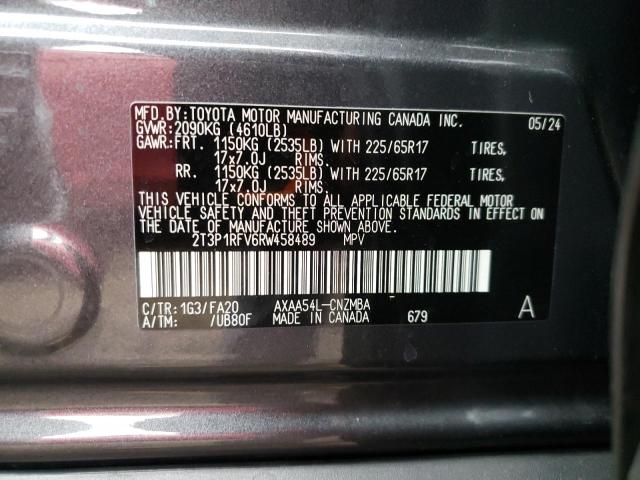 MFD.BY:TOYOTA MOTOR MANUFACTURING CANADA INC. 05/24
GVWR:2090KG (4610LB)
GAWR:FRT. 1150KG (2535LB) WITH 225/65R17 TIRES,
17x7.0J RIMS.
RR. 1150KG (2535LB) WITH 225/65R17 TIRES,
17x7.0J RIMS.
THIS VEHICLE CONFORMS TO ALL APPLICABLE FEDERAL MOTOR
VEHICLE SAFETY AND THEFT PREVENTION STANDARDS IN EFFECT ON
THE DATE OF MANUFACTURE SHOWN ABOVE.
2T3P1RFV6RW458489 MPV
C/TR:1G3/FA20 AXAA54L-CNZMBA
A/TM: /UB80F MADE IN CANADA 679 A